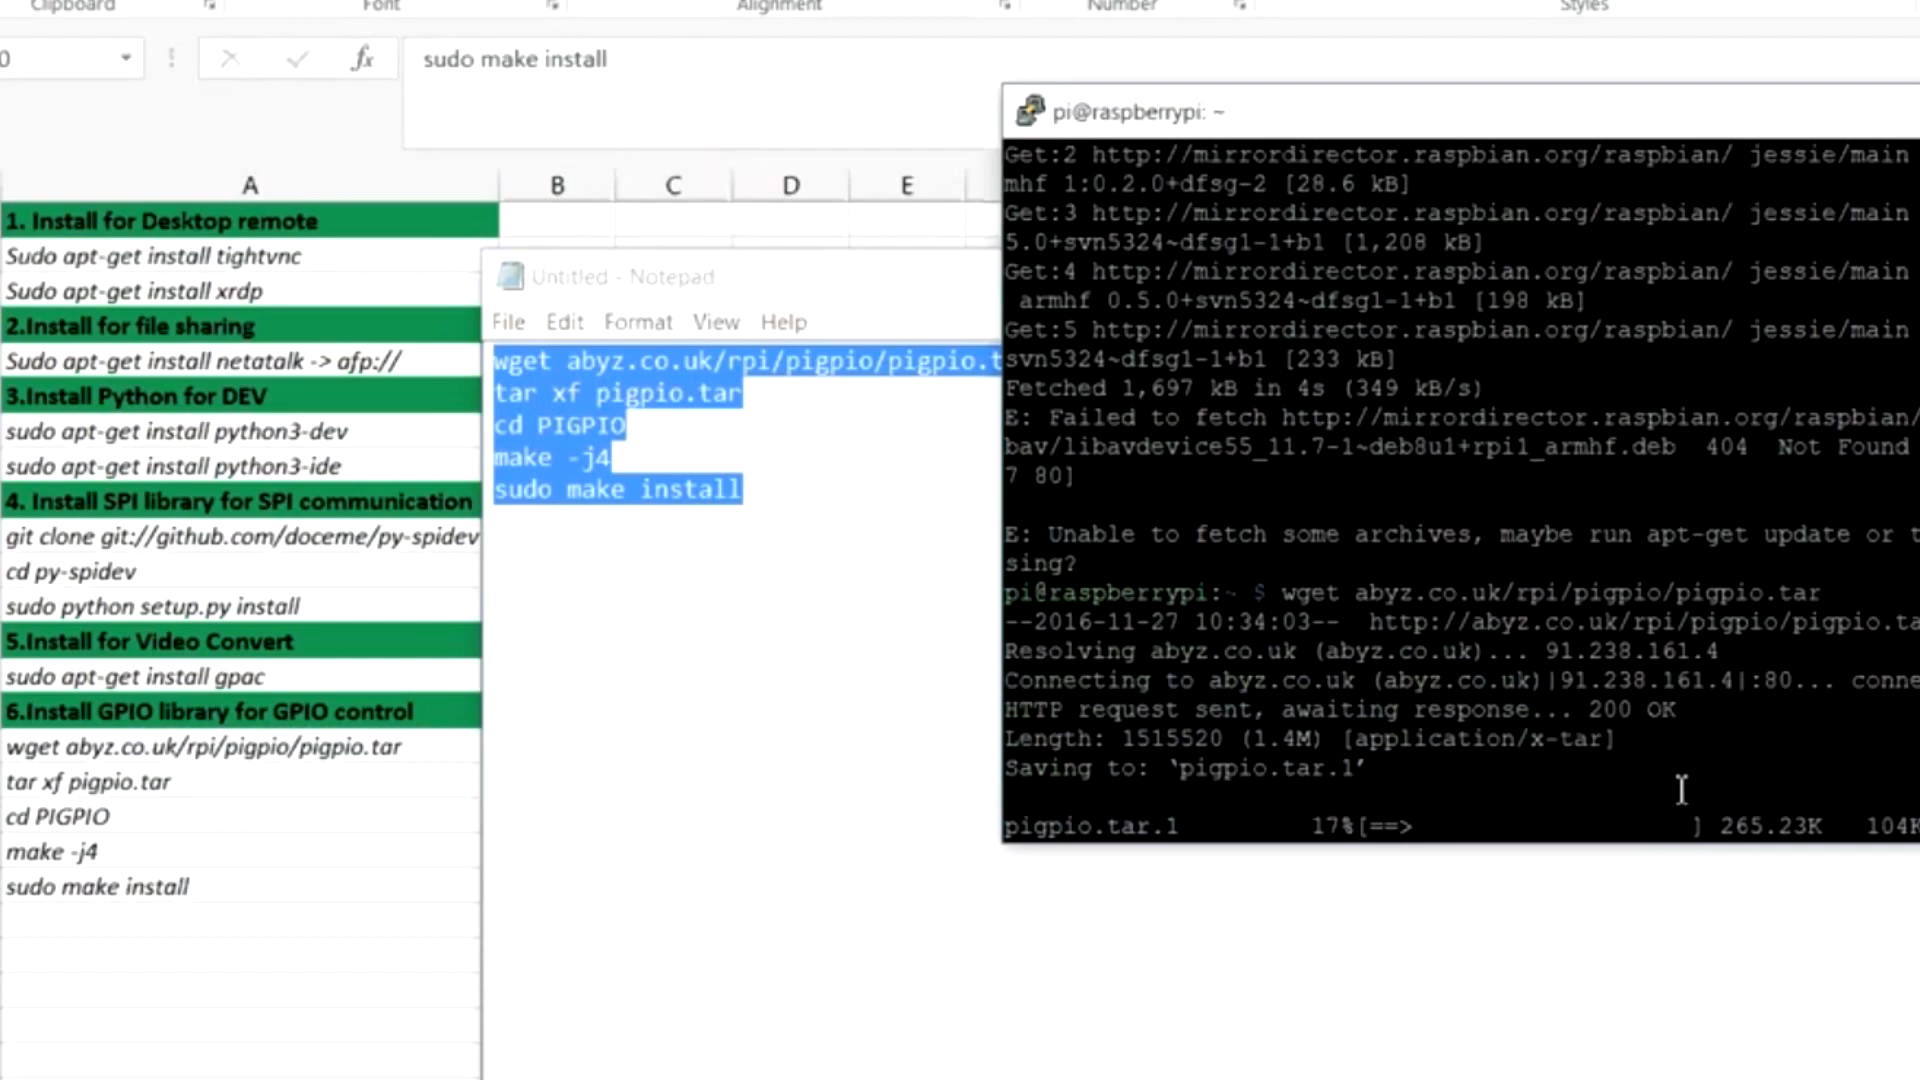 Clipboard
Font
Alignment
Number
Styles
0
fx
sudo make install
A
B
C
D
E
1. Install for Desktop remote
Sudo apt-get install tightvnc
Sudo apt-get install xrdp
2.Install for file sharing
Sudo apt-get install netatalk -> afp://
3.Install Python for DEV
sudo apt-get install python3-dev
sudo apt-get install python3-ide
4. Install SPI library for SPI communication
git clone git://github.com/doceme/py-spidev
cd py-spidev
sudo python setup.py install
5.Install for Video Convert
sudo apt-get install gpac
6.Install GPIO library for GPIO control
wget abyz.co.uk/rpi/pigpio/pigpio.tar
tar xf pigpio.tar
cd PIGPIO
make -j4
sudo make install
Untitled - Notepad
File Edit Format View Help
wget abyz.co.uk/rpi/pigpio/pigpio.t
tar xf pigpio.tar
cd PIGPIO
make -j4
sudo make install
pi@raspberrypi: ~
Get:2 http://mirrordirector.raspbian.org/raspbian/ jessie/main
mhf 1:0.2.0+dfsg-2 [28.6 kB]
Get:3 http://mirrordirector.raspbian.org/raspbian/ jessie/main
5.0+svn5324~dfsg1-1+b1 [1,208 kB]
Get:4 http://mirrordirector.raspbian.org/raspbian/ jessie/main
armhf 0.5.0+svn5324~dfsg1-1+b1 [198 kB]
Get:5 http://mirrordirector.raspbian.org/raspbian/ jessie/main
svn5324~dfsg1-1+b1 [233 kB]
Fetched 1,697 kB in 4s (349 kB/s)
E: Failed to fetch http://mirrordirector.raspbian.org/raspbian/
bav/libavdevice55_11.7-1~deb8u1+rpi1_armhf.deb 404 Not Found
7 80]
E: Unable to fetch some archives, maybe run apt-get update or t
sing?
pi@raspberrypi:~ $ wget abyz.co.uk/rpi/pigpio/pigpio.tar
--2016-11-27 10:34:03-- http://abyz.co.uk/rpi/pigpio/pigpio.ta
Resolving abyz.co.uk (abyz.co.uk)... 91.238.161.4
Connecting to abyz.co.uk (abyz.co.uk)|91.238.161.4|:80... conne
HTTP request sent, awaiting response... 200 OK
Length: 1515520 (1.4M) [application/x-tar]
Saving to: ‘pigpio.tar.1’
pigpio.tar.1 17%[==> ] 265.23K 104K